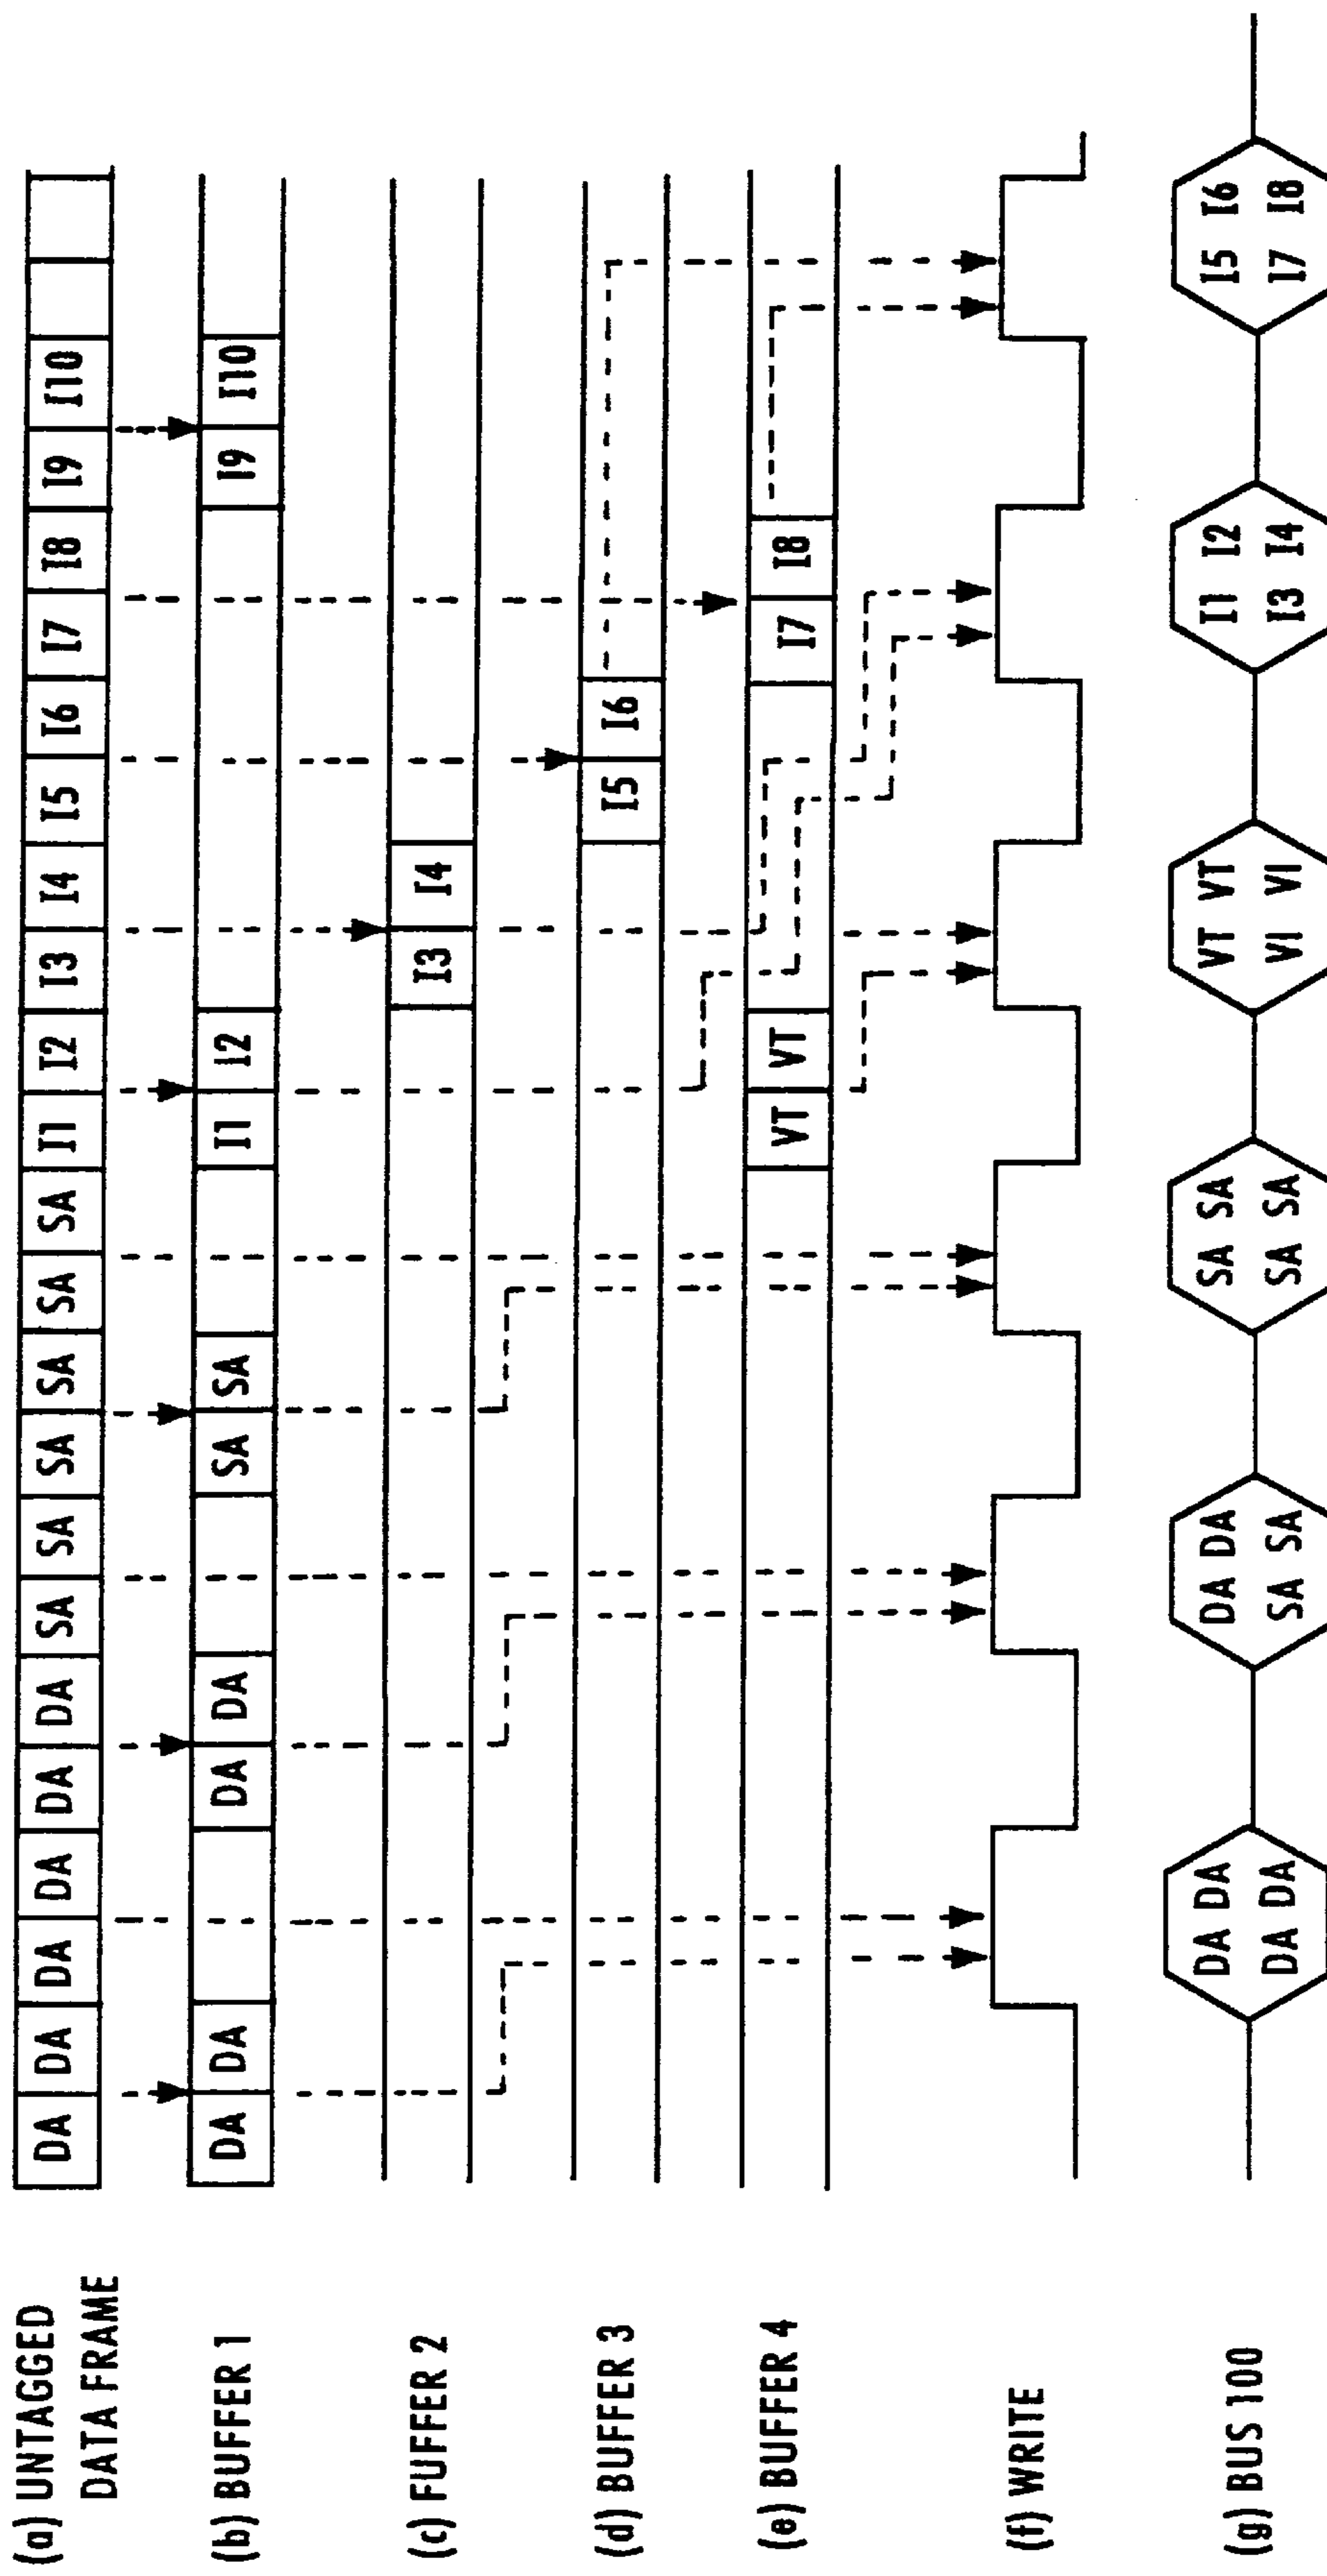 (a) UNTAGGED
DATA FRAME
DA DA DA DA DA DA SA SA SA SA SA SA I1 I2 I3 I4 I5 I6 I7 I8 I9 I10
(b) BUFFER 1
DA DA DA DA SA SA I1 I2 I9 I10
(c) FUFFER 2
I3 I4
(d) BUFFER 3
I5 I6
(e) BUFFER 4
VT VT I7 I8
(f) WRITE
(g) BUS 100
DA DA
DA DA
DA DA
SA SA
SA SA
SA SA
VT VT
VI VI
I1 I2
I3 I4
I5 I6
I7 I8